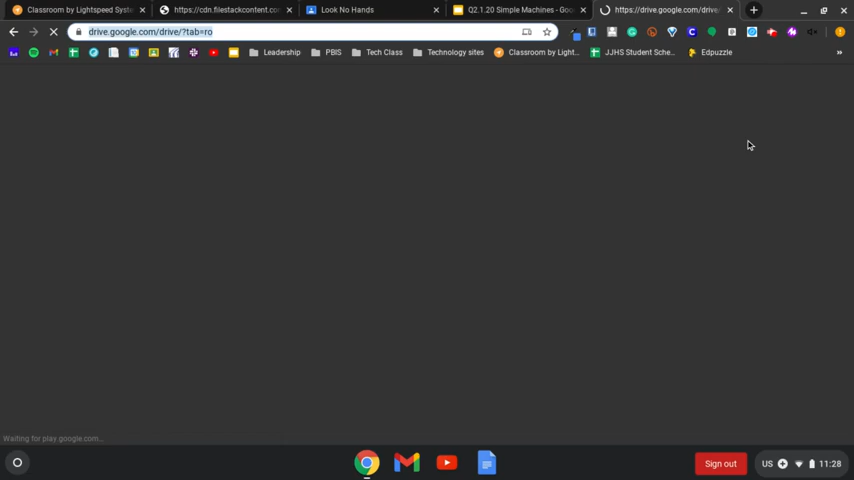 Classroom by Lightspeed Syste
https://cdn.filestackcontent.co
Look No Hands
Q2.1.20 Simple Machines - Goo
https://drive.google.com/drive/
drive.google.com/drive/?tab=ro
Leadership
PBIS
Tech Class
Technology sites
Classroom by Light...
JJHS Student Sche...
Edpuzzle
Waiting for play.google.com...
Sign out
US
11:28